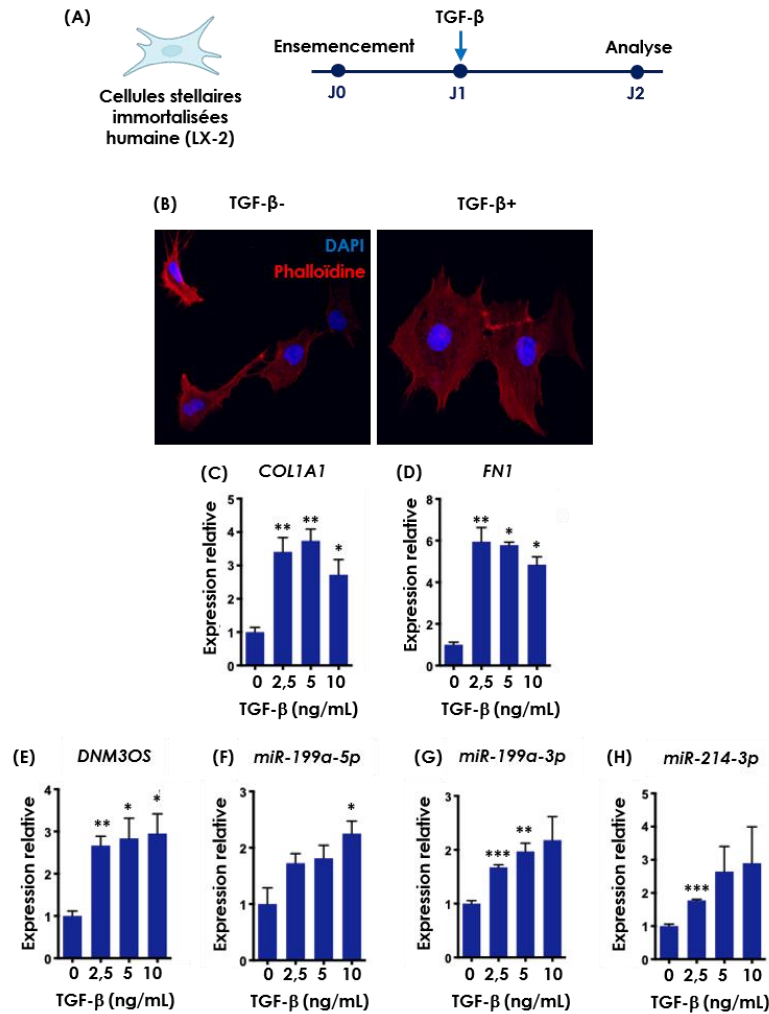 (A)
TGF-β
Ensemencement
Analyse
J0
J1
J2
Cellules stellaires
immortalisées
humaine (LX-2)
(B)
TGF-β-
TGF-β+
DAPI
Phalloïdine
(C)
COL1A1
Expression relative
5
4
3
2
1
0
0 2,5 5 10
** ** *
TGF-β (ng/mL)
(D)
FN1
Expression relative
8
6
4
2
0
0 2,5 5 10
** * *
TGF-β (ng/mL)
(E)
DNM3OS
Expression relative
4
3
2
1
0
0 2,5 5 10
** * *
TGF-β (ng/mL)
(F)
miR-199a-5p
Expression relative
3
2
1
0
0 2,5 5 10
*
TGF-β (ng/mL)
(G)
miR-199a-3p
Expression relative
3
2
1
0
0 2,5 5 10
*** **
TGF-β (ng/mL)
(H)
miR-214-3p
Expression relative
5
4
3
2
1
0
0 2,5 5 10
***
TGF-β (ng/mL)